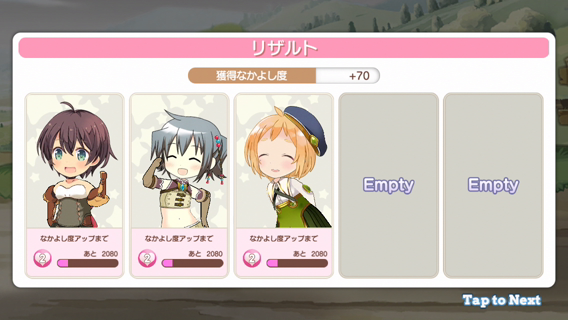 リザルト
獲得なかよし度 +70
なかよし度アップまで
2 あと 2080
なかよし度アップまで
2 あと 2080
なかよし度アップまで
2 あと 2080
Empty
Empty
Tap to Next